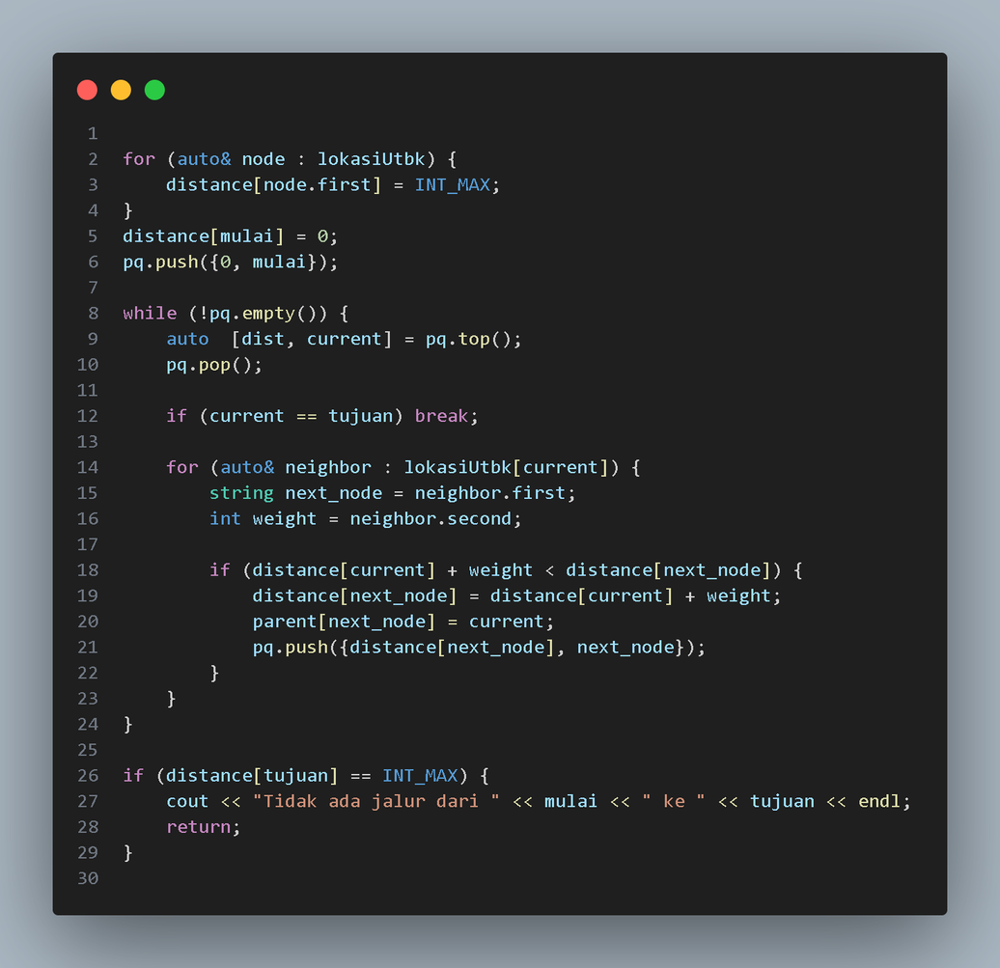 1
2 for (auto& node : lokasiUtbk) {
3     distance[node.first] = INT_MAX;
4 }
5 distance[mulai] = 0;
6 pq.push({0, mulai});
7
8 while (!pq.empty()) {
9     auto  [dist, current] = pq.top();
10     pq.pop();
11
12     if (current == tujuan) break;
13
14     for (auto& neighbor : lokasiUtbk[current]) {
15         string next_node = neighbor.first;
16         int weight = neighbor.second;
17
18         if (distance[current] + weight < distance[next_node]) {
19             distance[next_node] = distance[current] + weight;
20             parent[next_node] = current;
21             pq.push({distance[next_node], next_node});
22         }
23     }
24 }
25
26 if (distance[tujuan] == INT_MAX) {
27     cout << "Tidak ada jalur dari " << mulai << " ke " << tujuan << endl;
28     return;
29 }
30